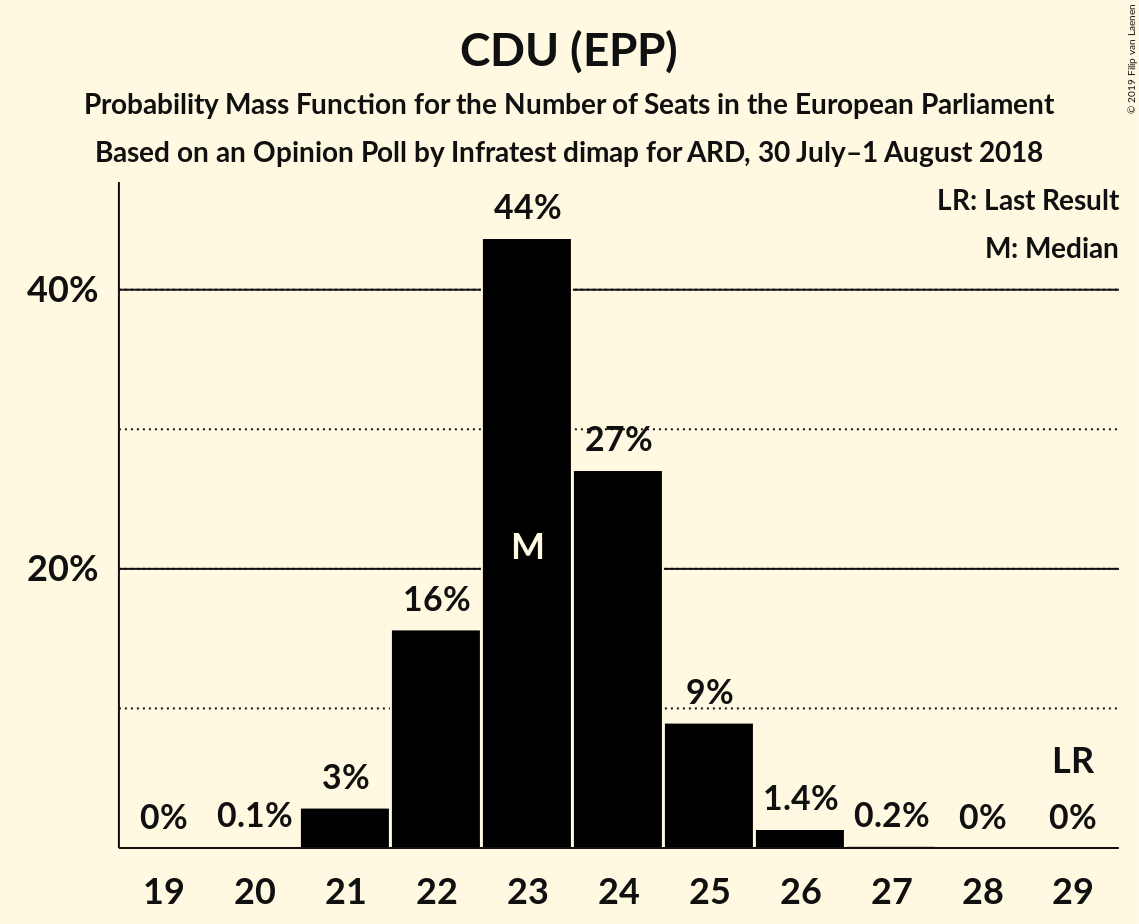 CDU (EPP)
Probability Mass Function for the Number of Seats in the European Parliament
Based on an Opinion Poll by Infratest dimap for ARD, 30 July–1 August 2018
© 2019 Filip van Laenen
LR: Last Result
M: Median
40%
20%
0%
0.1%
3%
16%
44%
M
27%
9%
1.4%
0.2%
0%
LR
0%
19 20 21 22 23 24 25 26 27 28 29